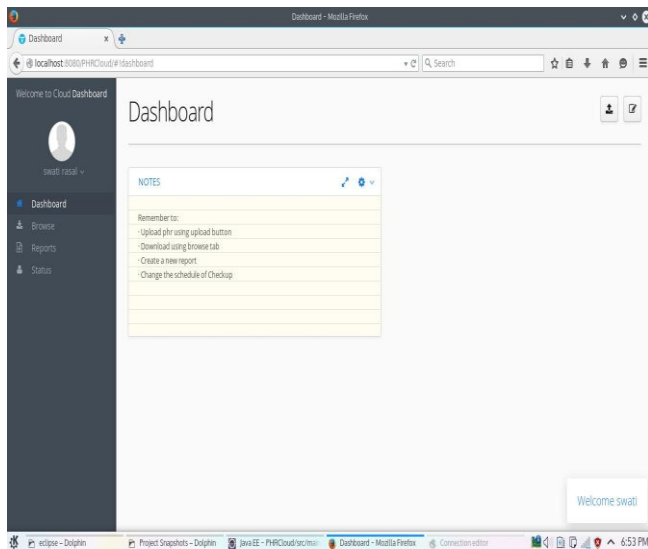 Dashboard - Mozilla Firefox
Dashboard x
localhost:8080/PHRCloud/#!dashboard
Search
Welcome to Cloud Dashboard
swati rasal
Dashboard
Browse
Reports
Status
Dashboard
NOTES
Remember to:
· Upload phr using upload button
· Download using browse tab
· Create a new report
· Change the schedule of Checkup
Welcome swati
eclipse - Dolphin
Project Snapshots - Dolphin
Java EE - PHRCloud/src/main
Dashboard - Mozilla Firefox
Connection editor
6:53 PM